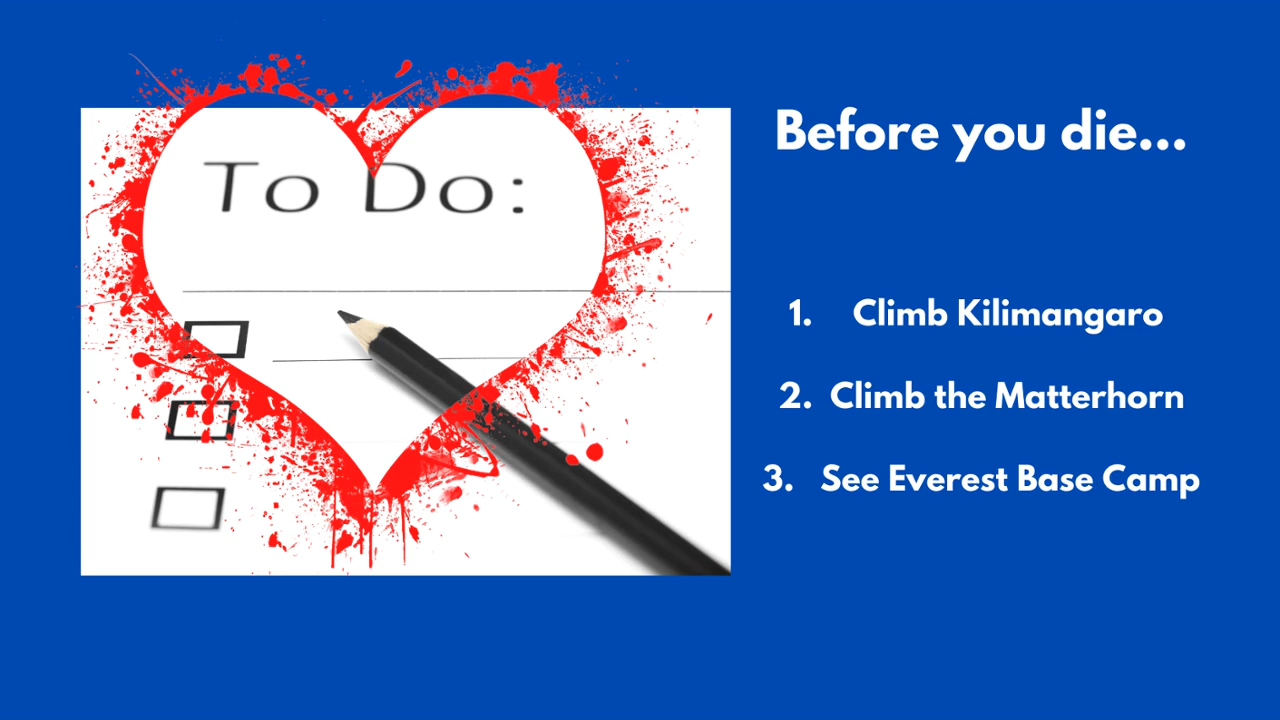 To Do:
Before you die...
1. Climb Kilimangaro
2. Climb the Matterhorn
3. See Everest Base Camp